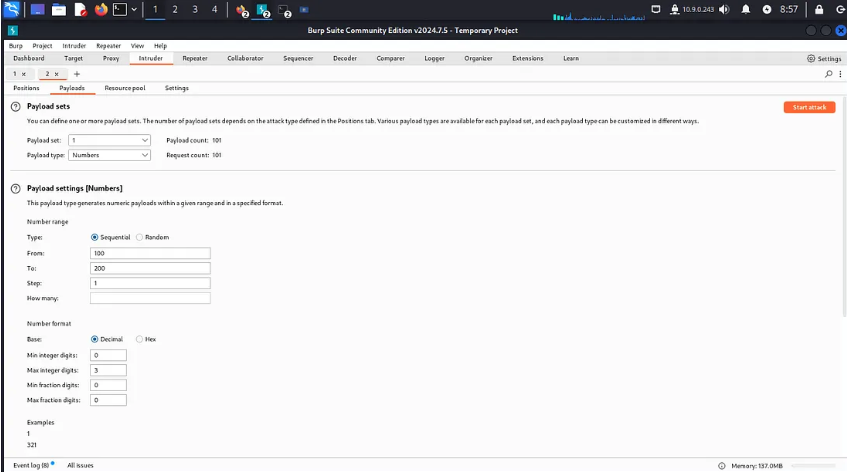 1 2 3 4 10.9.0.243 8:57
Burp Suite Community Edition v2024.7.5 - Temporary Project
Burp Project Intruder Repeater View Help
Dashboard Target Proxy Intruder Repeater Collaborator Sequencer Decoder Comparer Logger Organizer Extensions Learn Settings
1 × 2 × +
Positions Payloads Resource pool Settings
Payload sets Start attack
You can define one or more payload sets. The number of payload sets depends on the attack type defined in the Positions tab. Various payload types are available for each payload set, and each payload type can be customized in different ways.
Payload set: 1 Payload count: 101
Payload type: Numbers Request count: 101
Payload settings [Numbers]
This payload type generates numeric payloads within a given range and in a specified format.
Number range
Type: Sequential Random
From: 100
To: 200
Step: 1
How many:
Number format
Base: Decimal Hex
Min integer digits: 0
Max integer digits: 3
Min fraction digits: 0
Max fraction digits: 0
Examples
1
321
Event log (8) All issues Memory: 137.0MB